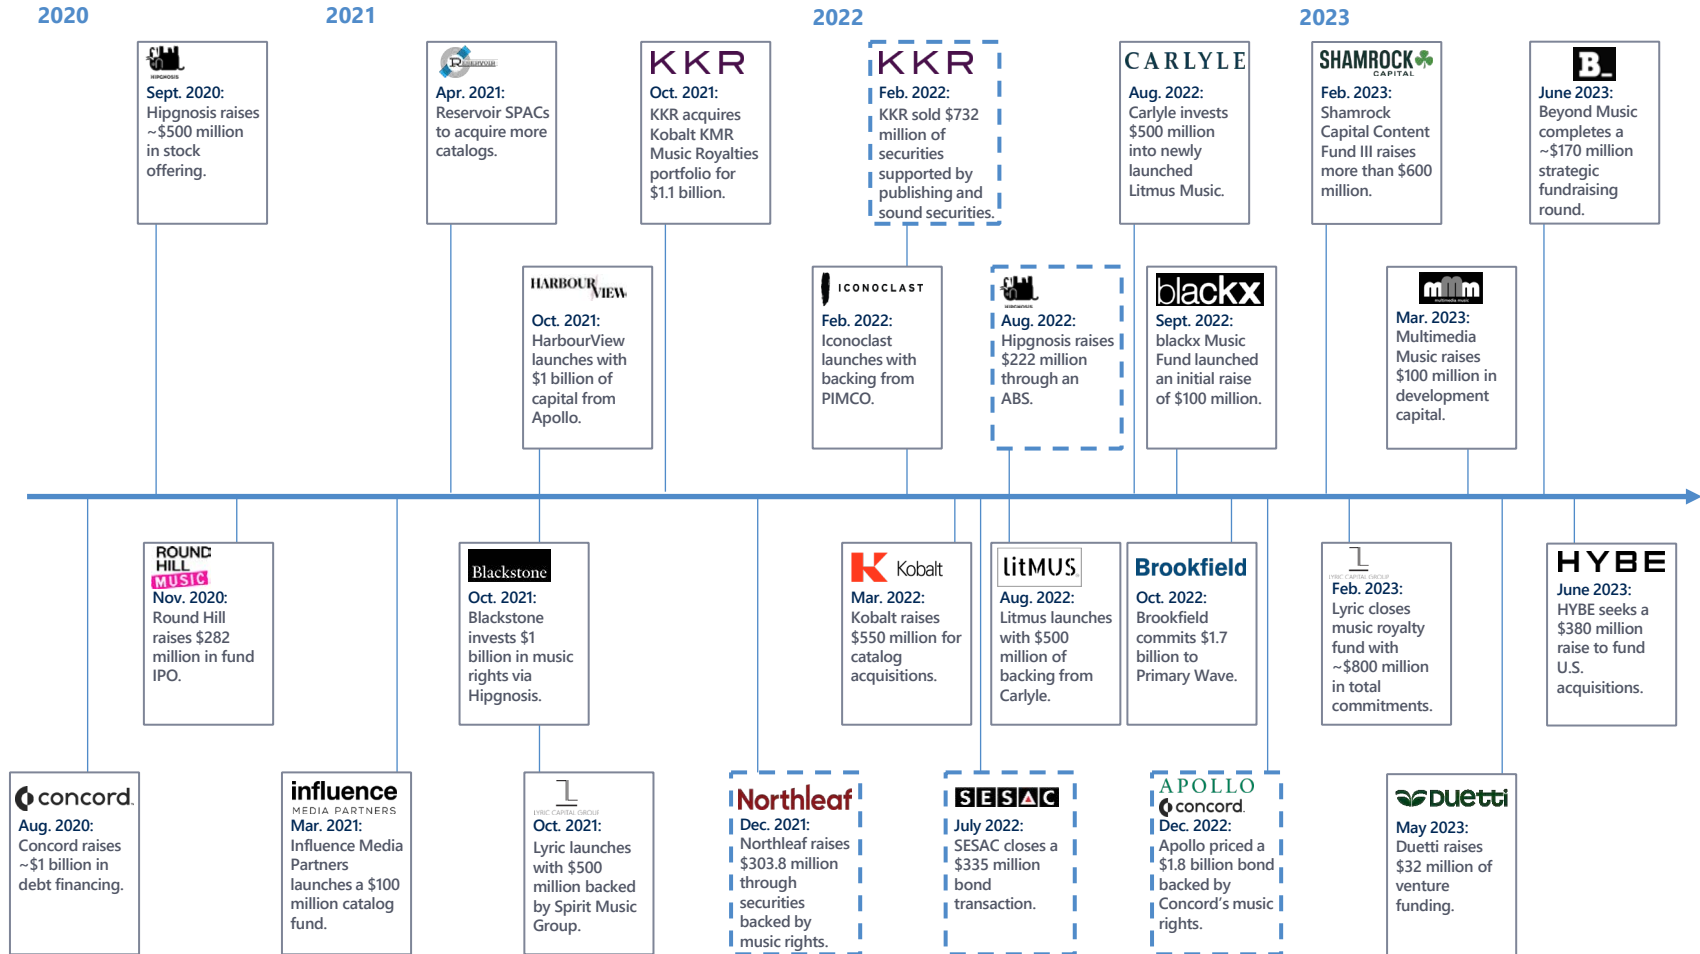 2020
2021
2022
2023
HIPGNOSIS
Sept. 2020:
Hipgnosis raises
~$500 million
in stock
offering.
RESERVOIR
Apr. 2021:
Reservoir SPACs
to acquire more
catalogs.
KKR
Oct. 2021:
KKR acquires
Kobalt KMR
Music Royalties
portfolio for
$1.1 billion.
KKR
Feb. 2022:
KKR sold $732
million of
securities
supported by
publishing and
sound securities.
CARLYLE
Aug. 2022:
Carlyle invests
$500 million
into newly
launched
Litmus Music.
SHAMROCK
CAPITAL
Feb. 2023:
Shamrock
Capital Content
Fund III raises
more than $600
million.
B_
June 2023:
Beyond Music
completes a
~$170 million
strategic
fundraising
round.
HARBOUR VIEW
Oct. 2021:
HarbourView
launches with
$1 billion of
capital from
Apollo.
ICONOCLAST
Feb. 2022:
Iconoclast
launches with
backing from
PIMCO.
HIPGNOSIS
Aug. 2022:
Hipgnosis raises
$222 million
through an
ABS.
blackx
Sept. 2022:
blackx Music
Fund launched
an initial raise
of $100 million.
mmm
multimedia music
Mar. 2023:
Multimedia
Music raises
$100 million in
development
capital.
ROUND
HILL
MUSIC
Nov. 2020:
Round Hill
raises $282
million in fund
IPO.
Blackstone
Oct. 2021:
Blackstone
invests $1
billion in music
rights via
Hipgnosis.
Kobalt
Mar. 2022:
Kobalt raises
$550 million for
catalog
acquisitions.
litMUS
Aug. 2022:
Litmus launches
with $500
million of
backing from
Carlyle.
Brookfield
Oct. 2022:
Brookfield
commits $1.7
billion to
Primary Wave.
LYRIC CAPITAL GROUP
Feb. 2023:
Lyric closes
music royalty
fund with
~$800 million
in total
commitments.
HYBE
June 2023:
HYBE seeks a
$380 million
raise to fund
U.S.
acquisitions.
concord
Aug. 2020:
Concord raises
~$1 billion in
debt financing.
influence
MEDIA PARTNERS
Mar. 2021:
Influence Media
Partners
launches a $100
million catalog
fund.
LYRIC CAPITAL GROUP
Oct. 2021:
Lyric launches
with $500
million backed
by Spirit Music
Group.
Northleaf
Dec. 2021:
Northleaf raises
$303.8 million
through
securities
backed by
music rights.
SESAC
July 2022:
SESAC closes a
$335 million
bond
transaction.
APOLLO
concord
Dec. 2022:
Apollo priced a
$1.8 billion bond
backed by
Concord's music
rights.
Duetti
May 2023:
Duetti raises
$32 million of
venture
funding.